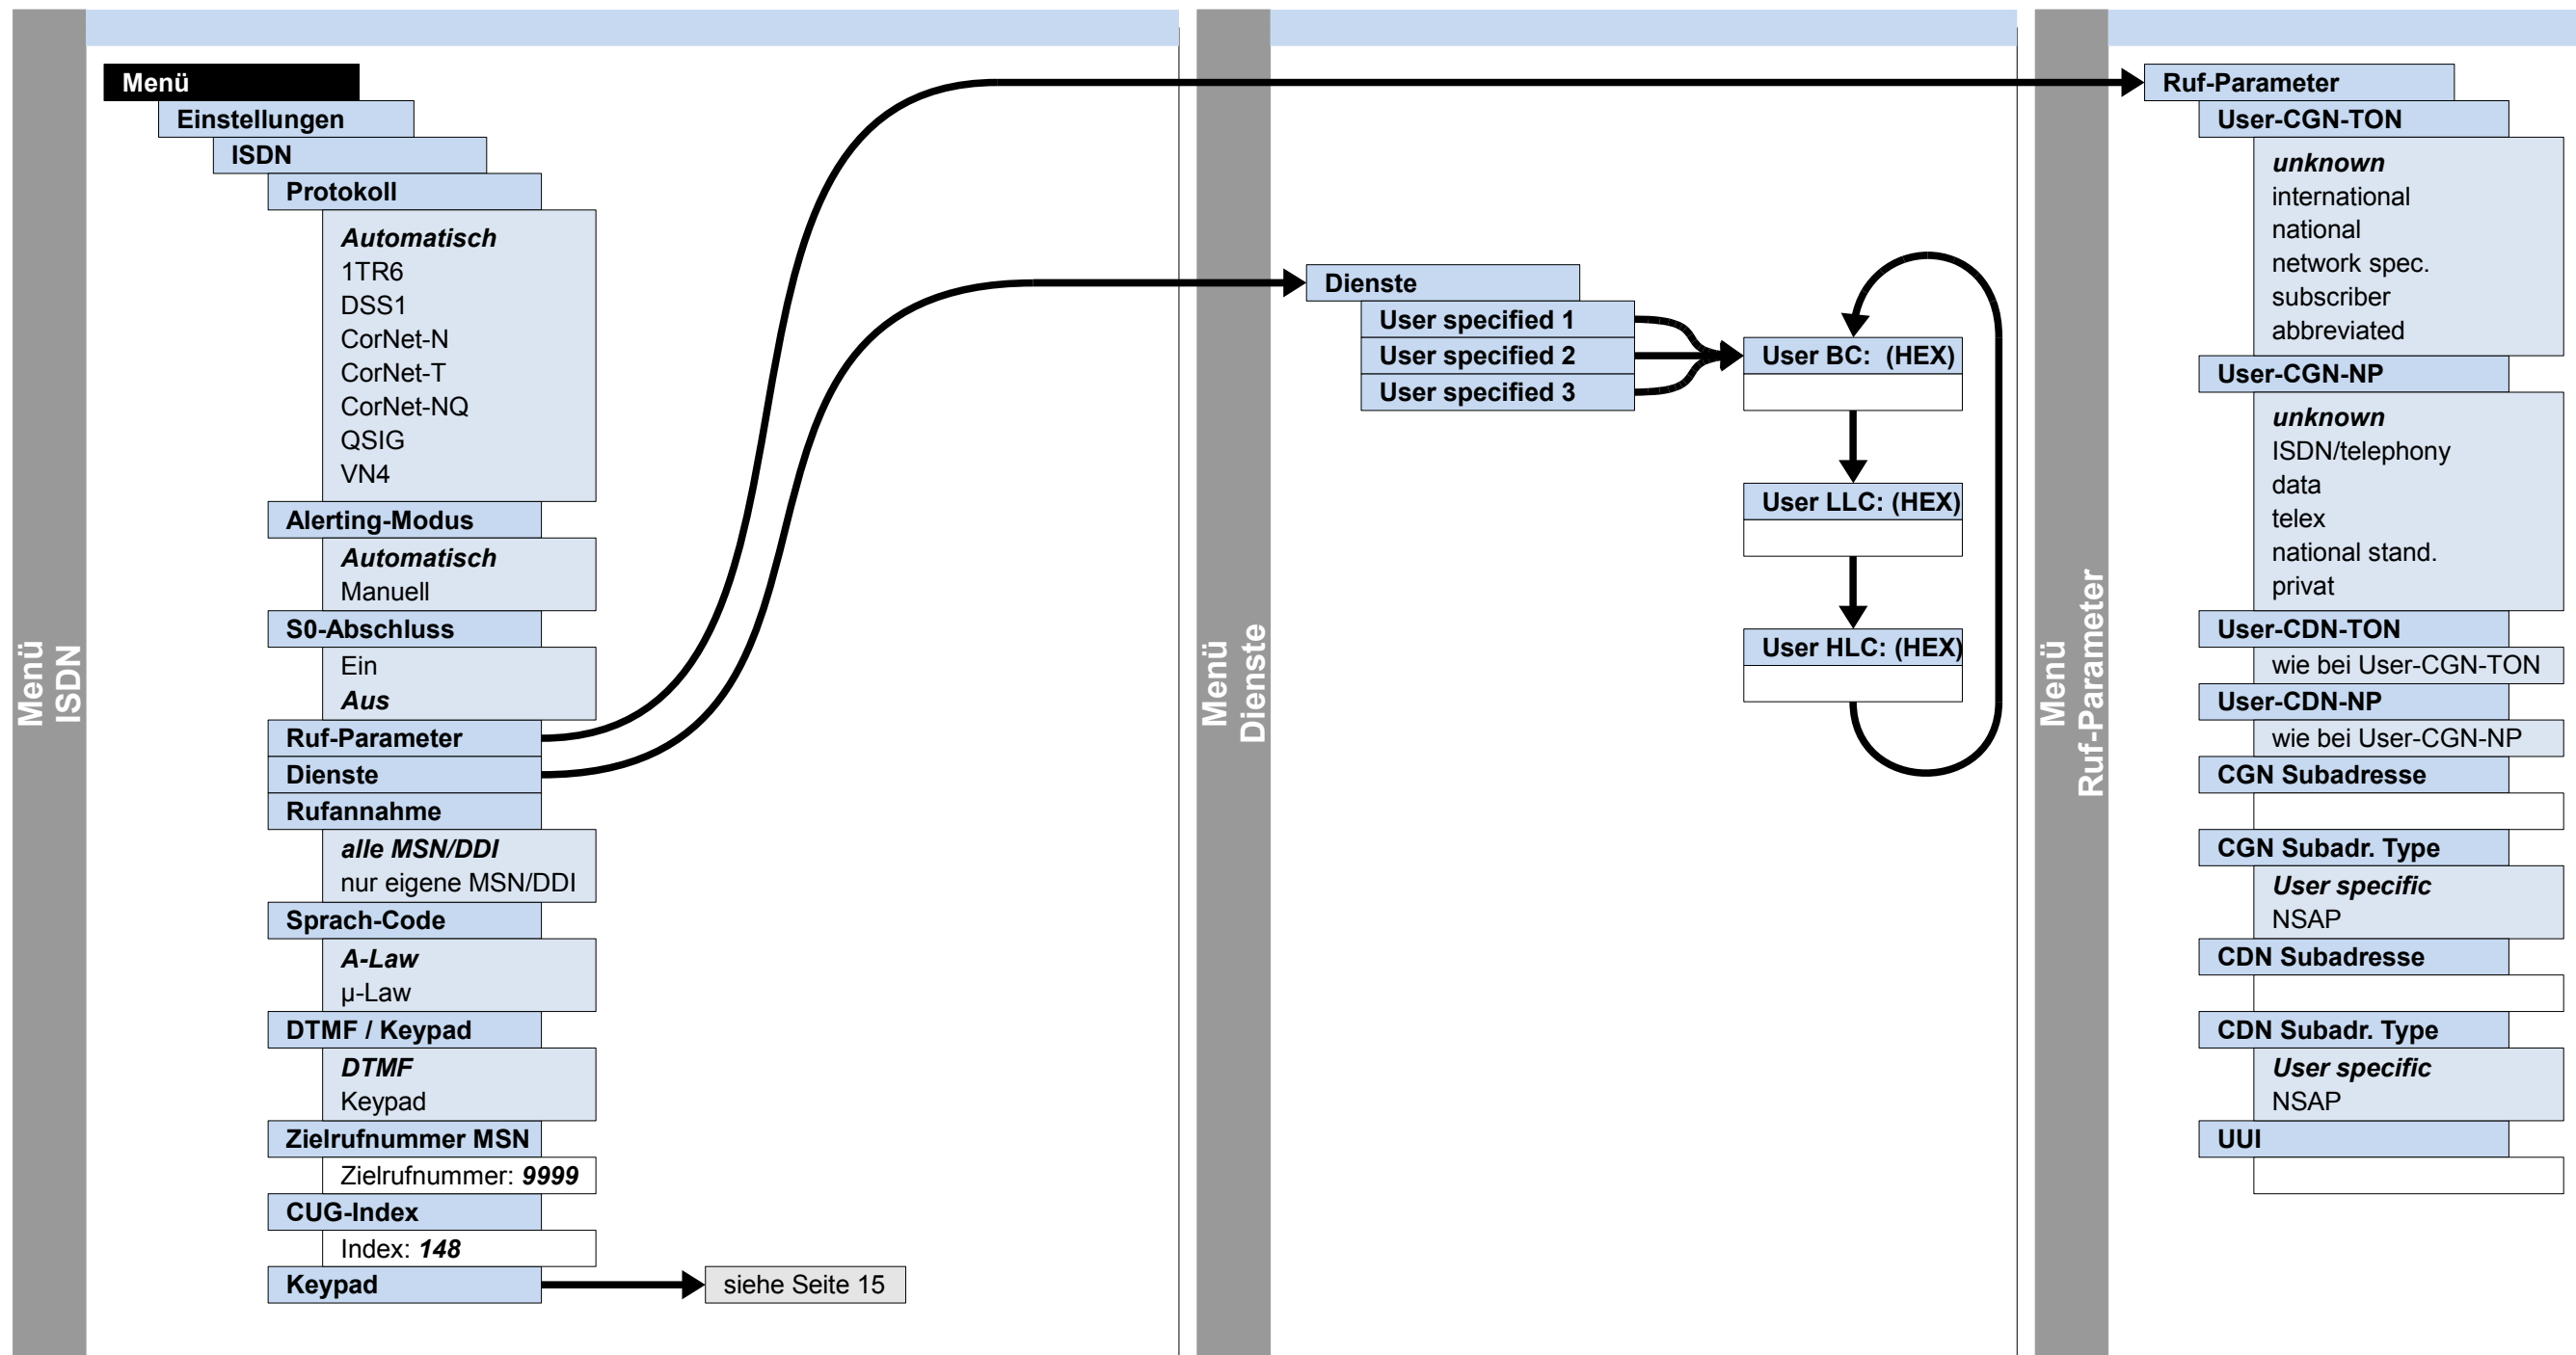 Menü
ISDN
Menü
Einstellungen
ISDN
Protokoll
Automatisch
1TR6
DSS1
CorNet-N
CorNet-T
CorNet-NQ
QSIG
VN4
Alerting-Modus
Automatisch
Manuell
S0-Abschluss
Ein
Aus
Ruf-Parameter
Dienste
Rufannahme
alle MSN/DDI
nur eigene MSN/DDI
Sprach-Code
A-Law
µ-Law
DTMF / Keypad
DTMF
Keypad
Zielrufnummer MSN
Zielrufnummer: 9999
CUG-Index
Index: 148
Keypad
siehe Seite 15
Menü
Dienste
Dienste
User specified 1
User specified 2
User specified 3
User BC: (HEX)
User LLC: (HEX)
User HLC: (HEX)
Menü
Ruf-Parameter
Ruf-Parameter
User-CGN-TON
unknown
international
national
network spec.
subscriber
abbreviated
User-CGN-NP
unknown
ISDN/telephony
data
telex
national stand.
privat
User-CDN-TON
wie bei User-CGN-TON
User-CDN-NP
wie bei User-CGN-NP
CGN Subadresse
CGN Subadr. Type
User specific
NSAP
CDN Subadresse
CDN Subadr. Type
User specific
NSAP
UUI